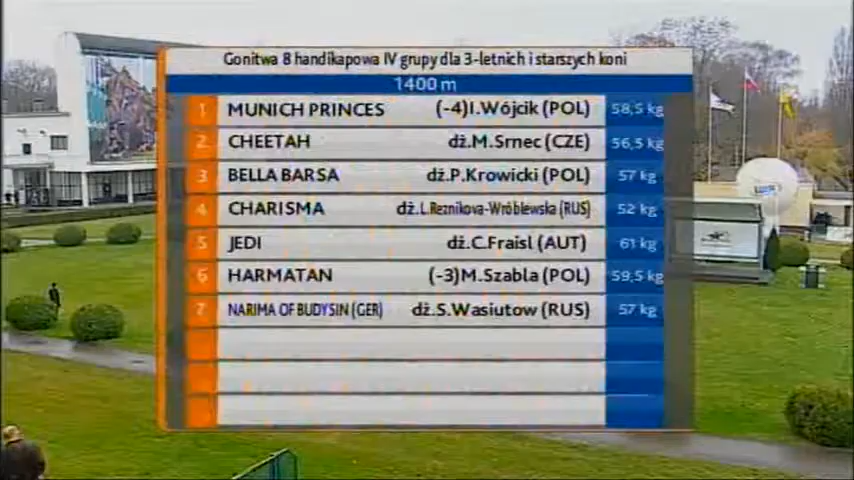 Gonitwa 8 handikapowa IV grupy dla 3-letnich i starszych koni
1400 m
1 MUNICH PRINCES (-4)I.Wójcik (POL) 58,5 kg
2 CHEETAH dż.M.Srnec (CZE) 56,5 kg
3 BELLA BARSA dż.P.Krowicki (POL) 57 kg
4 CHARISMA dż.L.Reznikova-Wróblewska (RUS) 52 kg
5 JEDI dż.C.Fraisl (AUT) 61 kg
6 HARMATAN (-3)M.Szabla (POL) 59,5 kg
7 NARIMA OF BUDYSIN (GER) dż.S.Wasiutow (RUS) 57 kg